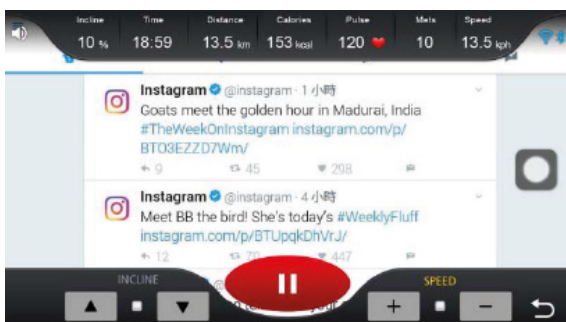 Incline Time Distance Calories Pulse Mets Speed
10 % 18:59 13.5 km 153 kcal 120 10 13.5 kph
Instagram @instagram · 1 小時
Goats meet the golden hour in Madurai, India
#TheWeekOnInstagram instagram.com/p/
BTO3EZZD7Wm/
9 45 298
Instagram @instagram · 4 小時
Meet BB the bird! She's today's #WeeklyFluff
instagram.com/p/BTUpqkDhVrJ/
12 447
INCLINE SPEED